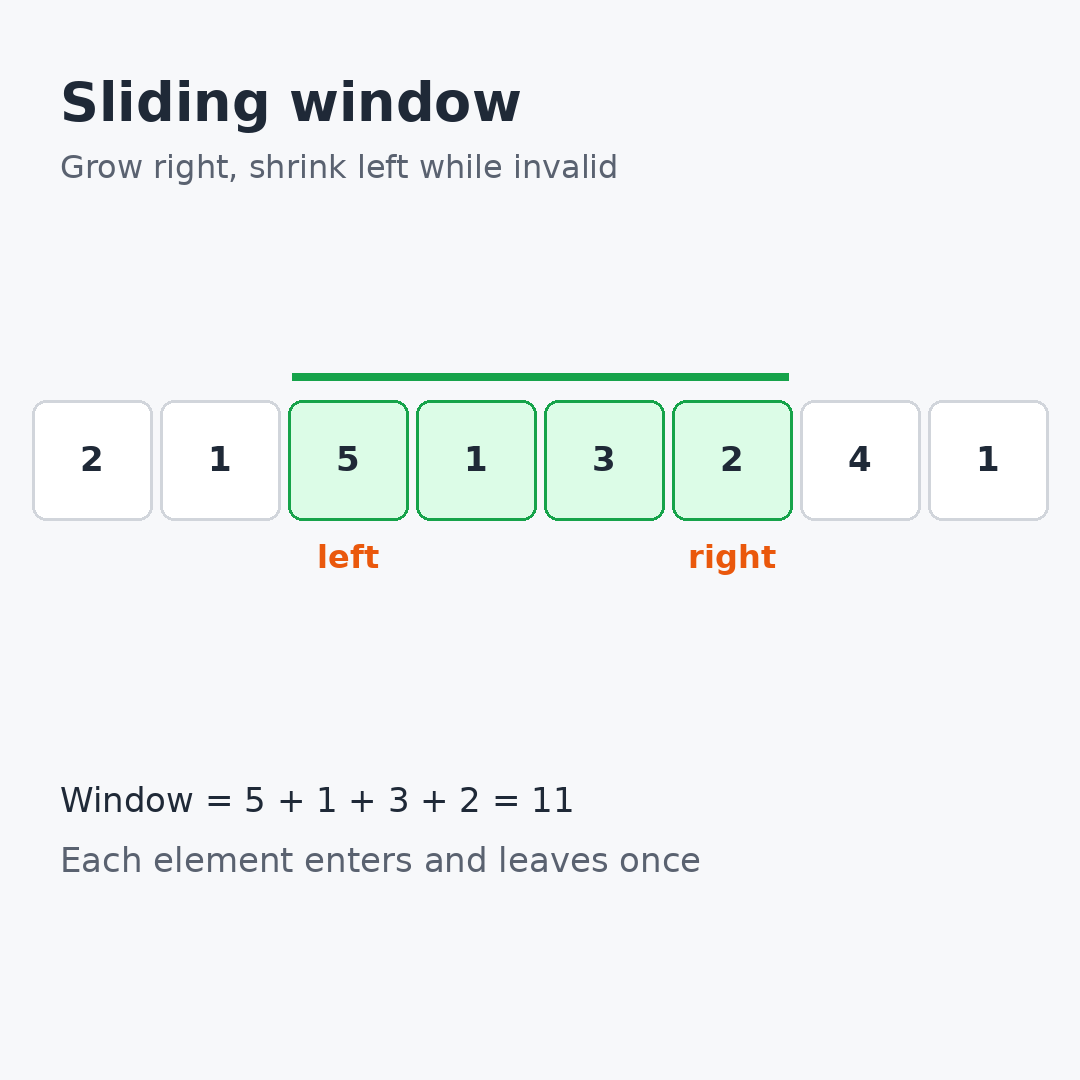 Sliding window
Grow right, shrink left while invalid
2 1 5 1 3 2 4 1
left right
Window = 5 + 1 + 3 + 2 = 11
Each element enters and leaves once